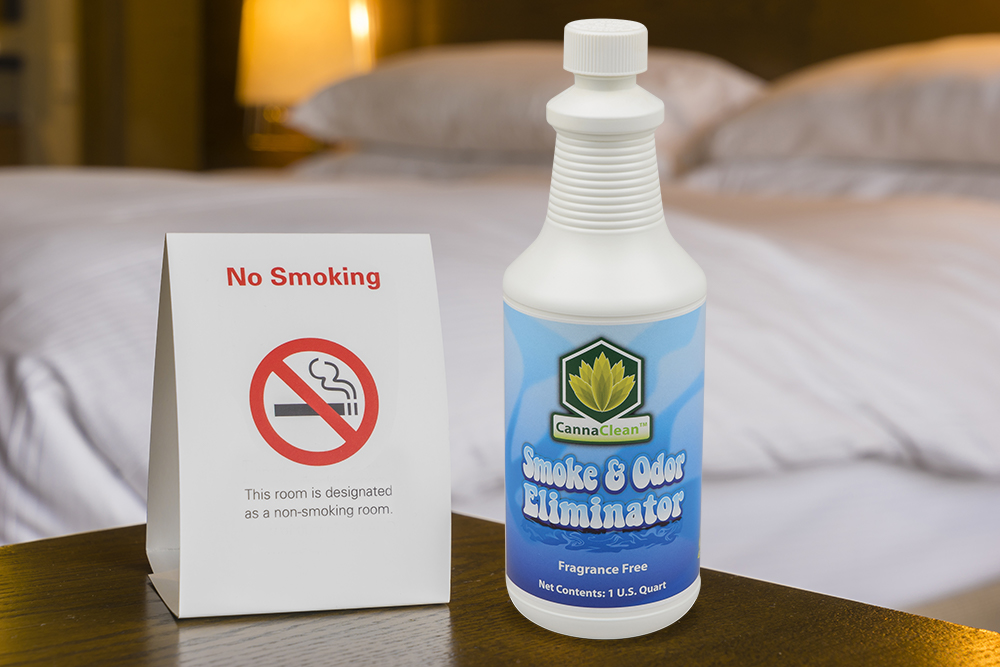 No Smoking
This room is designated
as a non-smoking room.
CannaClean™
Smoke & Odor
Eliminator
Fragrance Free
Net Contents: 1 U.S. Quart